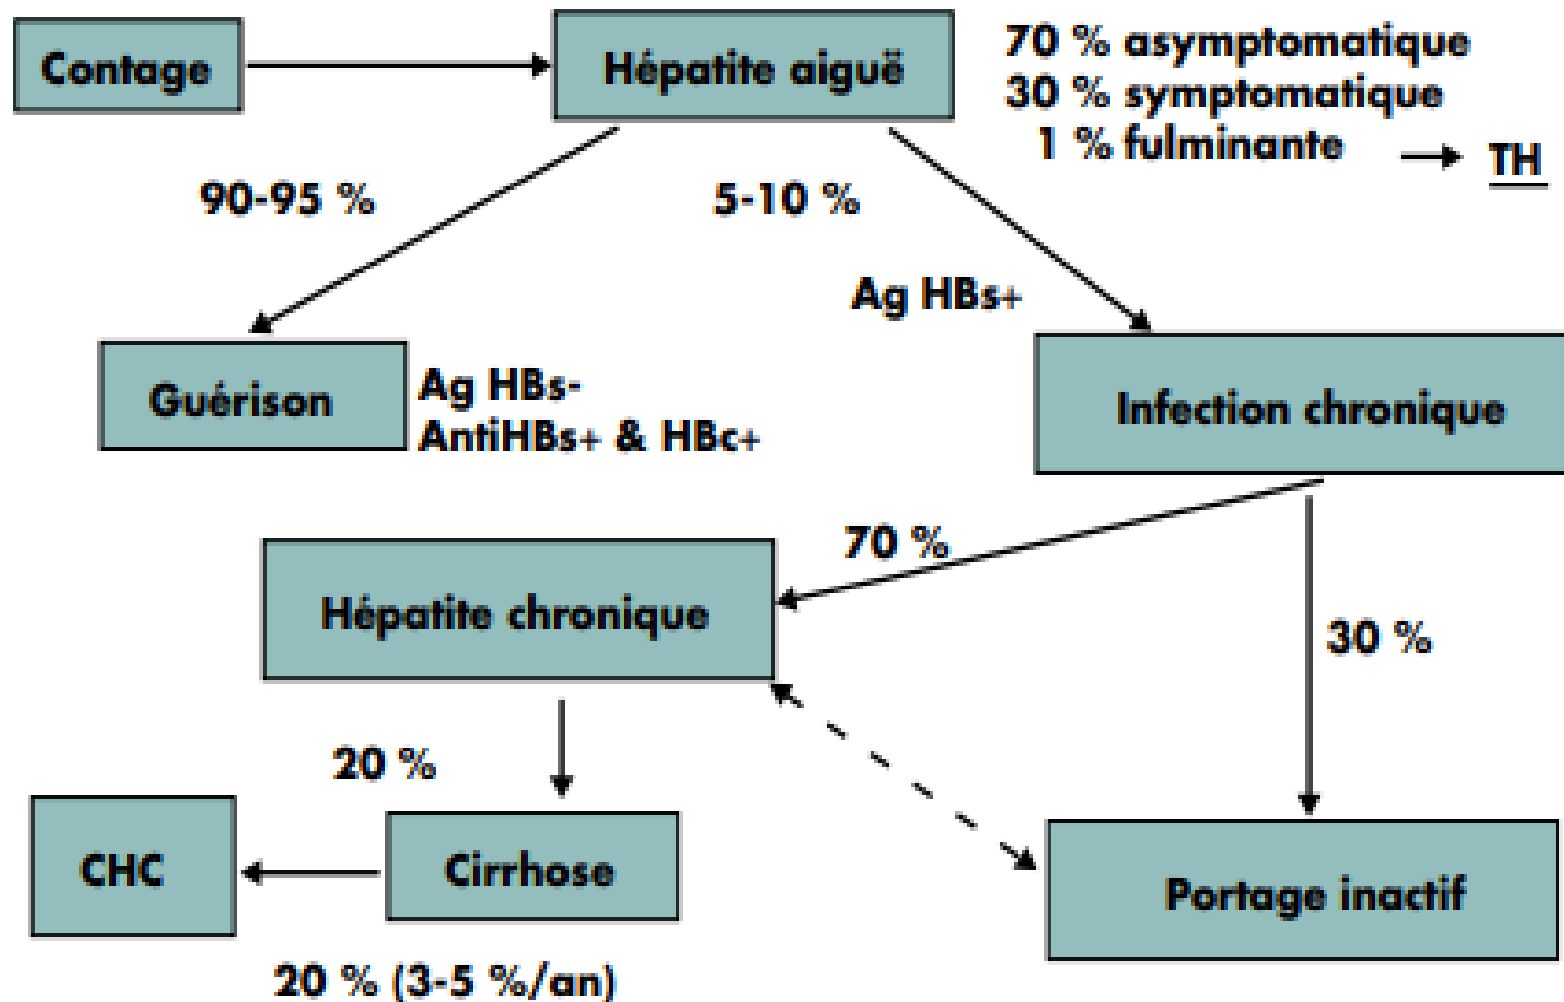 Contage
Hépatite aiguë
70 % asymptomatique
30 % symptomatique
1 % fulminante
TH
90-95 %
5-10 %
Ag HBs+
Guérison
Ag HBs-
AntiHBs+ & HBc+
Infection chronique
70 %
Hépatite chronique
30 %
20 %
CHC
Cirrhose
Portage inactif
20 % (3-5 %/an)